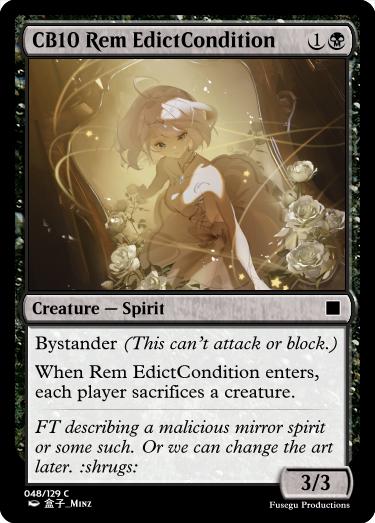 CB10 Rem EdictCondition 1
Creature — Spirit
Bystander (This can't attack or block.)
When Rem EdictCondition enters,
each player sacrifices a creature.
FT describing a malicious mirror spirit
or some such. Or we can change the art
later. :shrugs:
3/3
048/129 C
盒子_Minz
Fusegu Productions